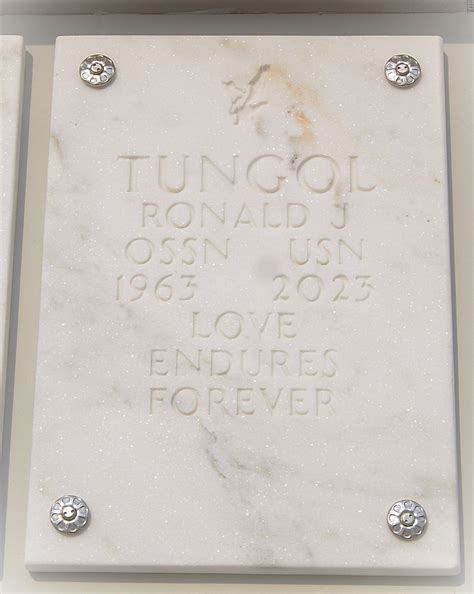 TUNGOL
RONALD J
OSSN USN
1963 2023
LOVE
ENDURES
FOREVER